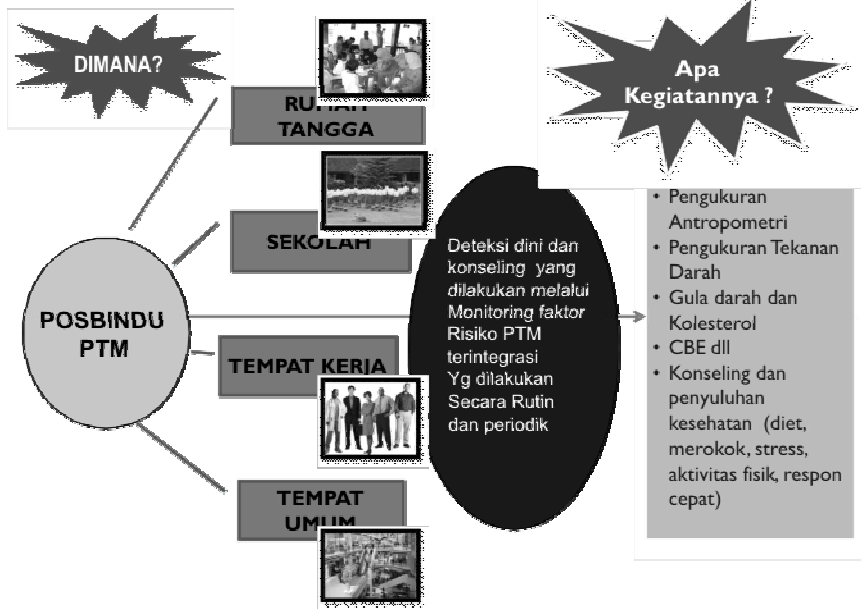 DIMANA?
RUMAH
TANGGA
SEKOLAH
POSBINDU
PTM
TEMPAT KERJA
TEMPAT
UMUM
Deteksi dini dan
konseling yang
dilakukan melalui
Monitoring faktor
Risiko PTM
terintegrasi
Yg dilakukan
Secara Rutin
dan periodik
Apa
Kegiatannya ?
• Pengukuran
Antropometri
• Pengukuran Tekanan
Darah
• Gula darah dan
Kolesterol
• CBE dll
• Konseling dan
penyuluhan
kesehatan (diet,
merokok, stress,
aktivitas fisik, respon
cepat)